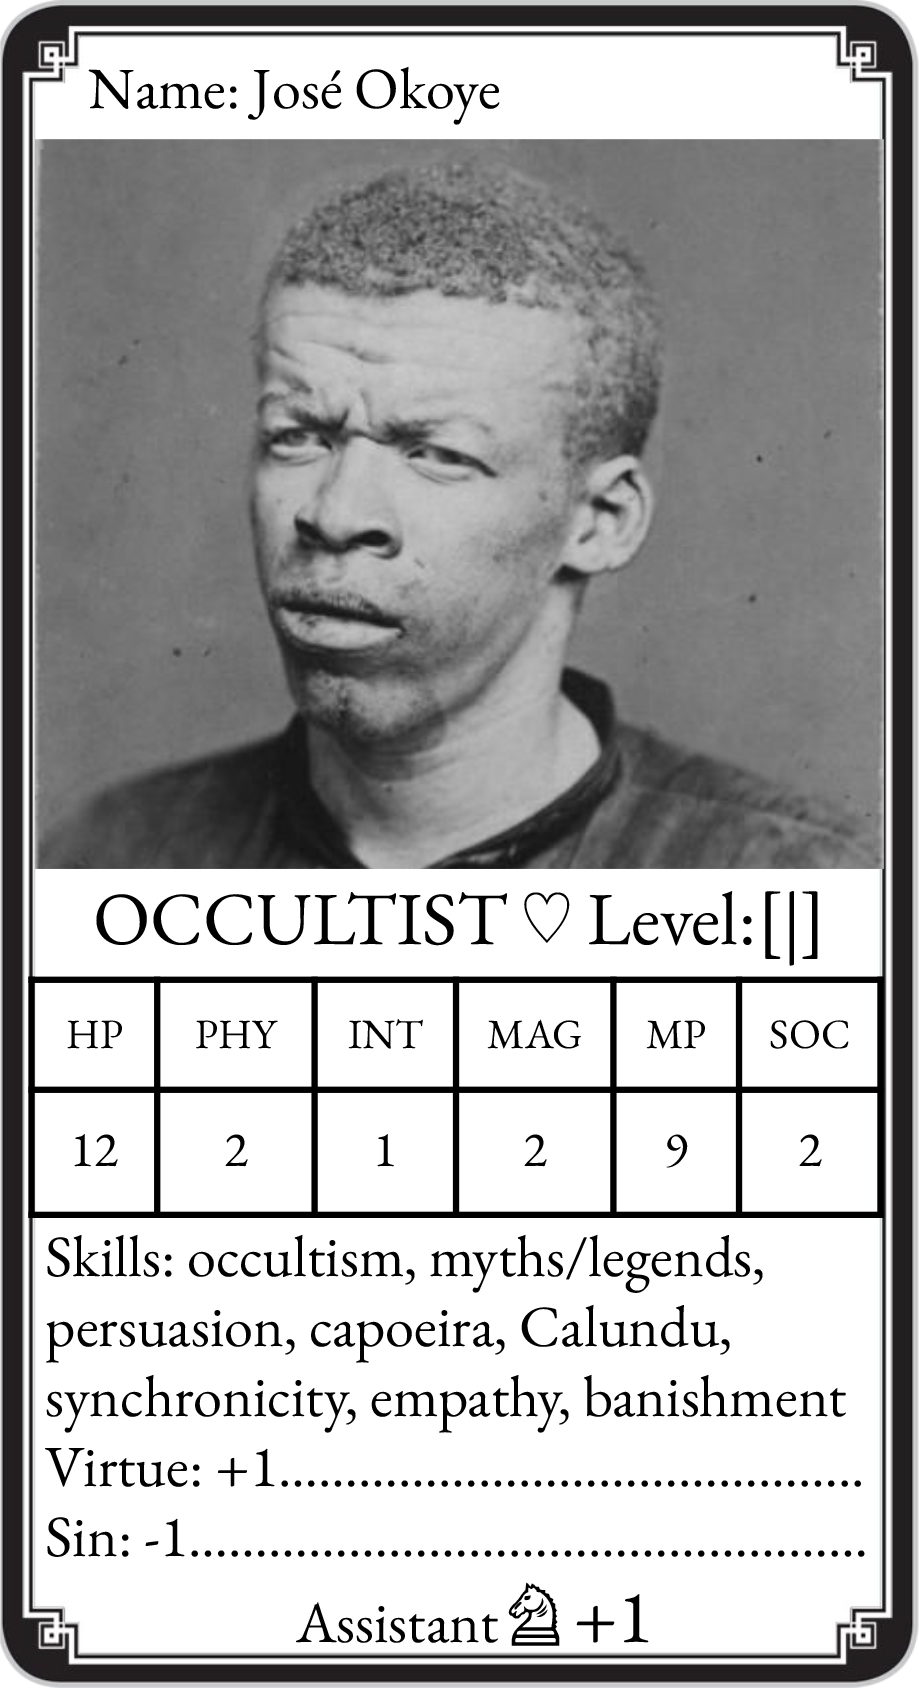 Name: José Okoye
OCCULTIST ♡ Level:[|]
HP PHY INT MAG MP SOC
12 2 1 2 9 2
Skills: occultism, myths/legends,
persuasion, capoeira, Calundu,
synchronicity, empathy, banishment
Virtue: +1............................................
Sin: -1...................................................
Assistant ♘ +1